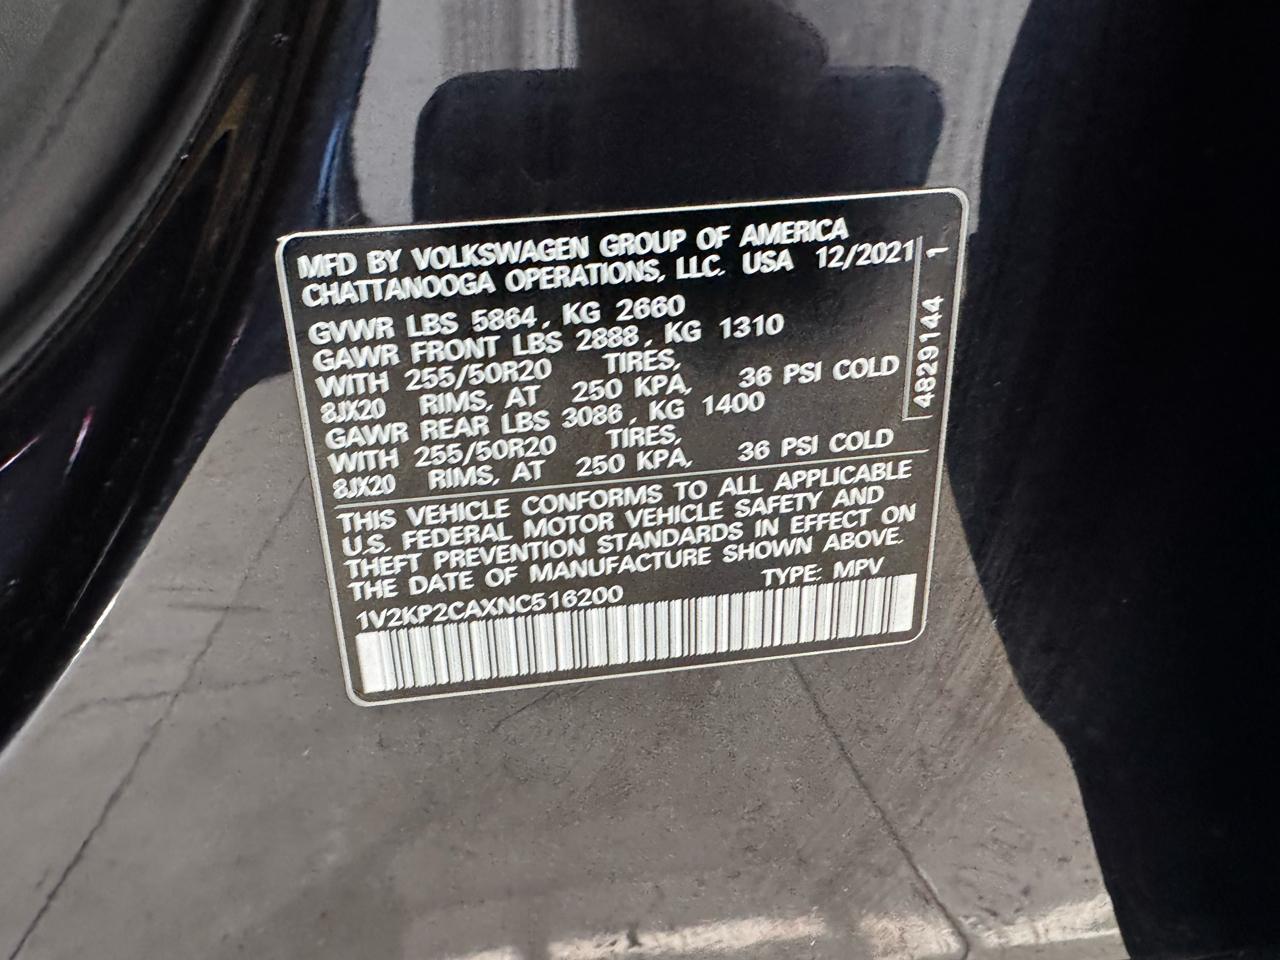 MFD BY VOLKSWAGEN GROUP OF AMERICA
CHATTANOOGA OPERATIONS, LLC. USA 12/2021
GVWR LBS 5864, KG 2660
GAWR FRONT LBS 2888, KG 1310
WITH 255/50R20 TIRES,
8JX20 RIMS, AT 250 KPA, 36 PSI COLD
GAWR REAR LBS 3086, KG 1400
WITH 255/50R20 TIRES,
8JX20 RIMS, AT 250 KPA, 36 PSI COLD
4829144 1
THIS VEHICLE CONFORMS TO ALL APPLICABLE
U.S. FEDERAL MOTOR VEHICLE SAFETY AND
THEFT PREVENTION STANDARDS IN EFFECT ON
THE DATE OF MANUFACTURE SHOWN ABOVE.
1V2KP2CAXNC516200 TYPE: MPV